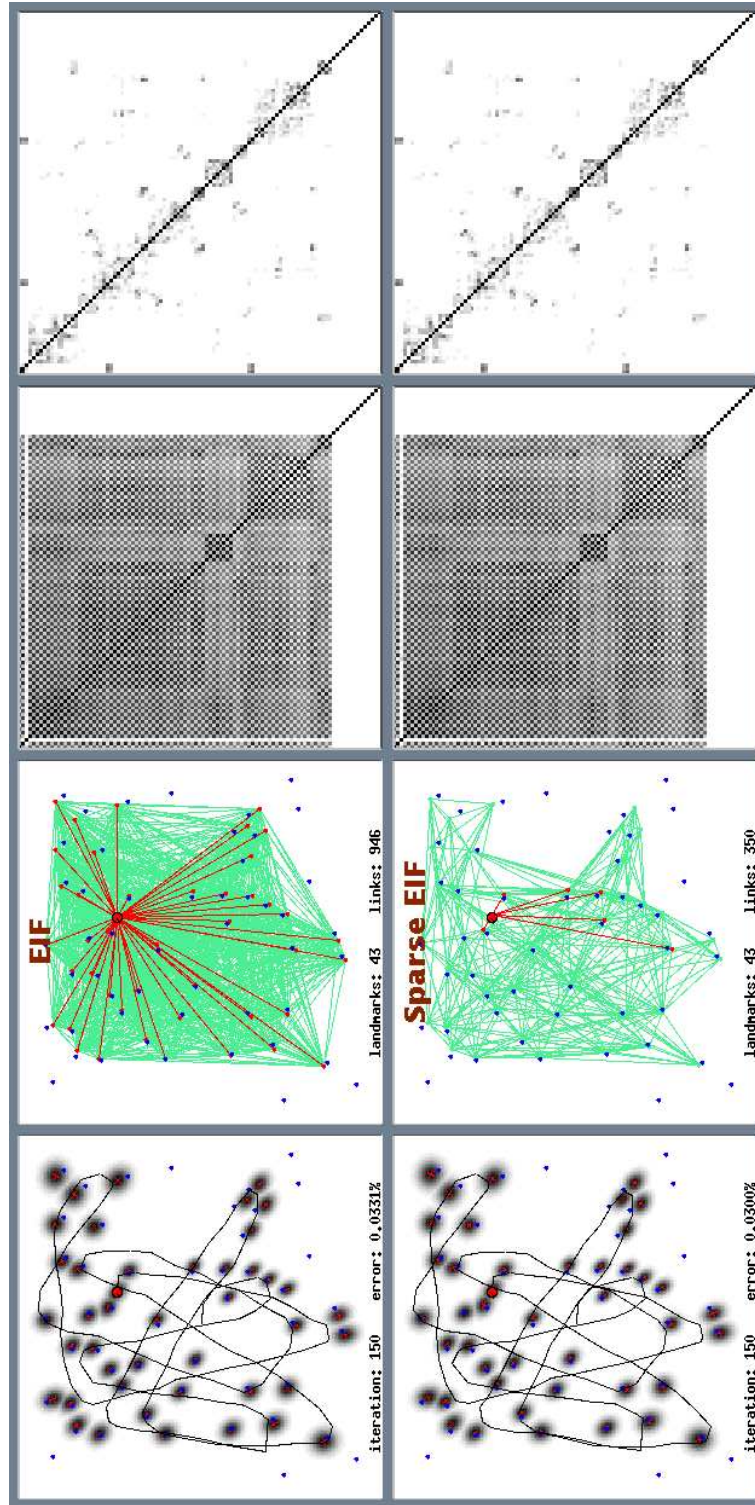 EIF
landmarks: 43 links: 946
iteration: 150 error: 0.0331%
Sparse EIF
landmarks: 43 links: 350
iteration: 150 error: 0.0300%